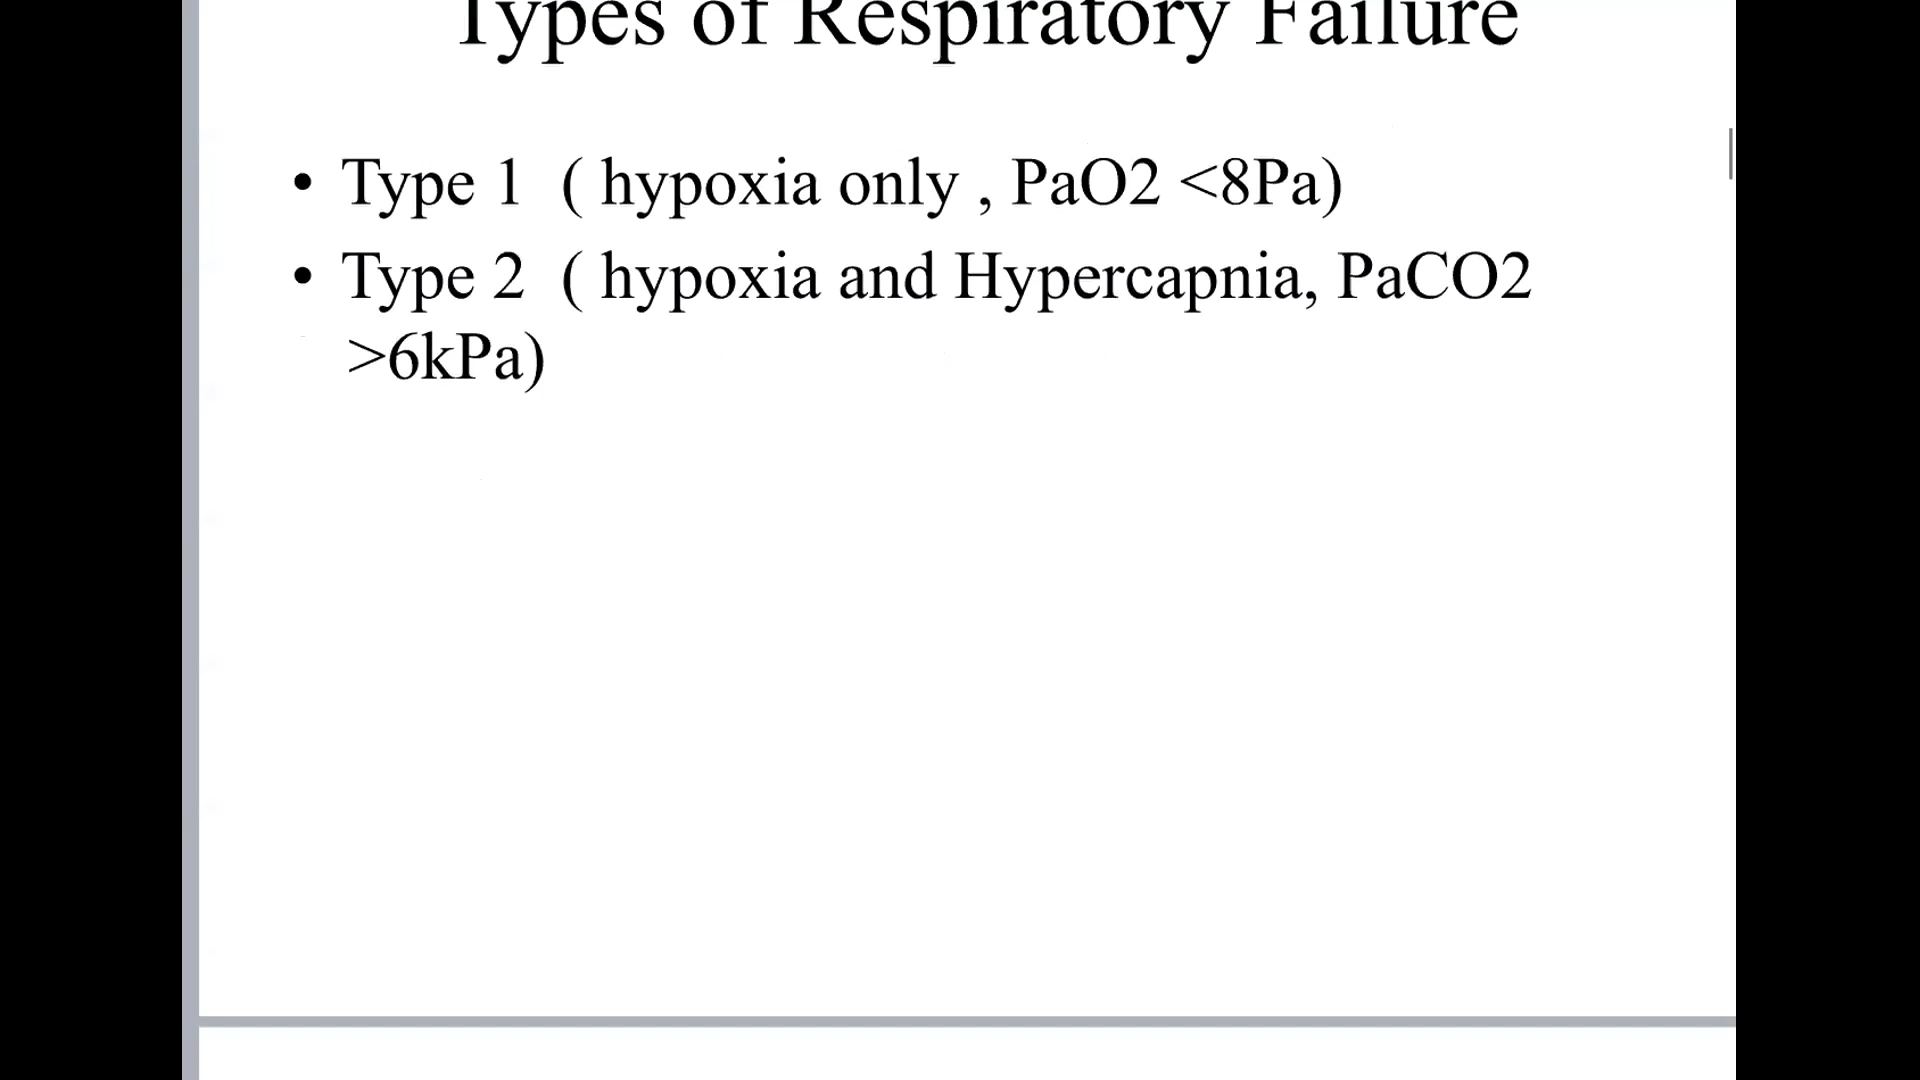 Types of Respiratory Failure
• Type 1 ( hypoxia only , PaO2 <8Pa)
• Type 2 ( hypoxia and Hypercapnia, PaCO2
>6kPa)